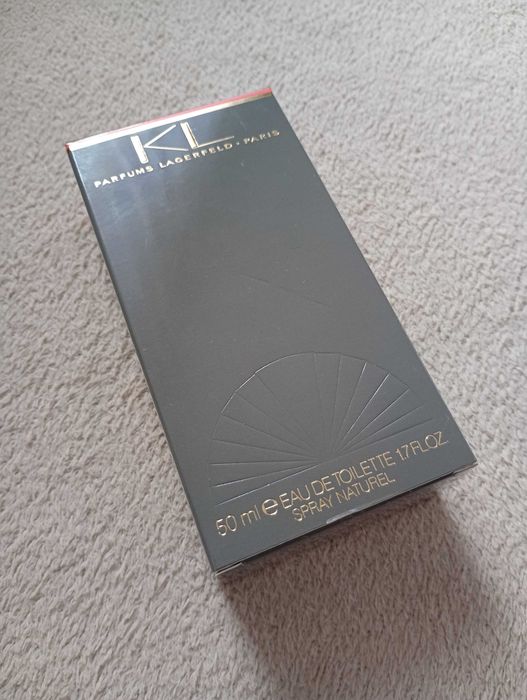 KL
PARFUMS LAGERFELD · PARIS
50 ml e EAU DE TOILETTE 1.7 FL.OZ.
SPRAY NATUREL